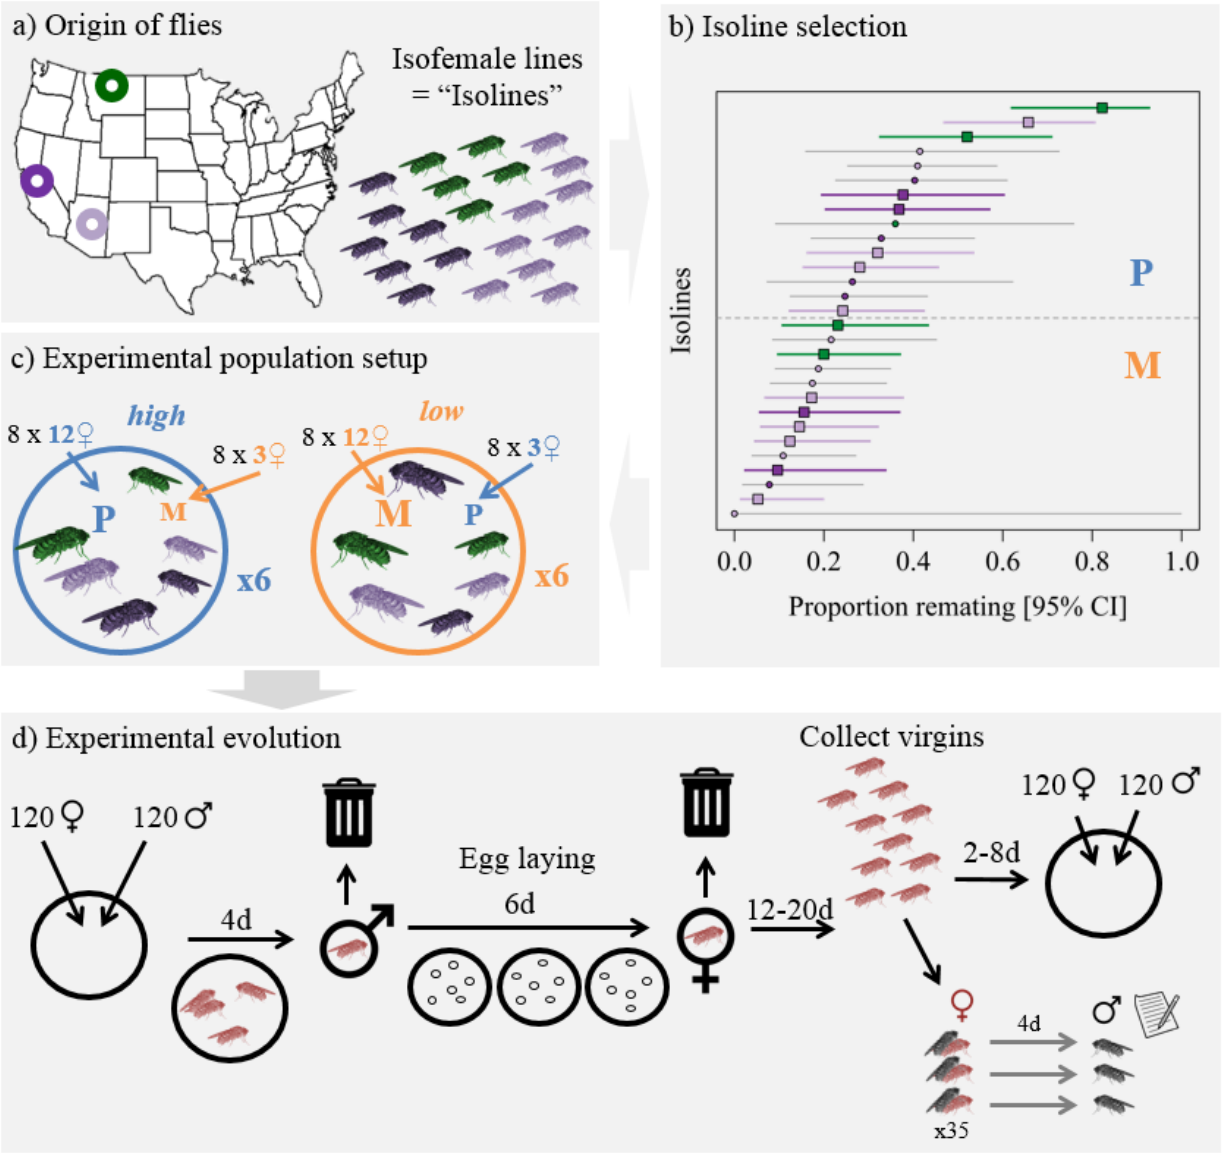 a) Origin of flies
Isofemale lines
= “Isolines”
b) Isoline selection
Isolines
P
M
0.0 0.2 0.4 0.6 0.8 1.0
Proportion remating [95% CI]
c) Experimental population setup
high
8 x 12♀
8 x 3♀
P
M
x6
low
8 x 12♀
8 x 3♀
M
P
x6
d) Experimental evolution
120 ♀ 120 ♂
4d
Egg laying
6d
12-20d
Collect virgins
2-8d
120 ♀ 120 ♂
♀ 4d ♂
x35